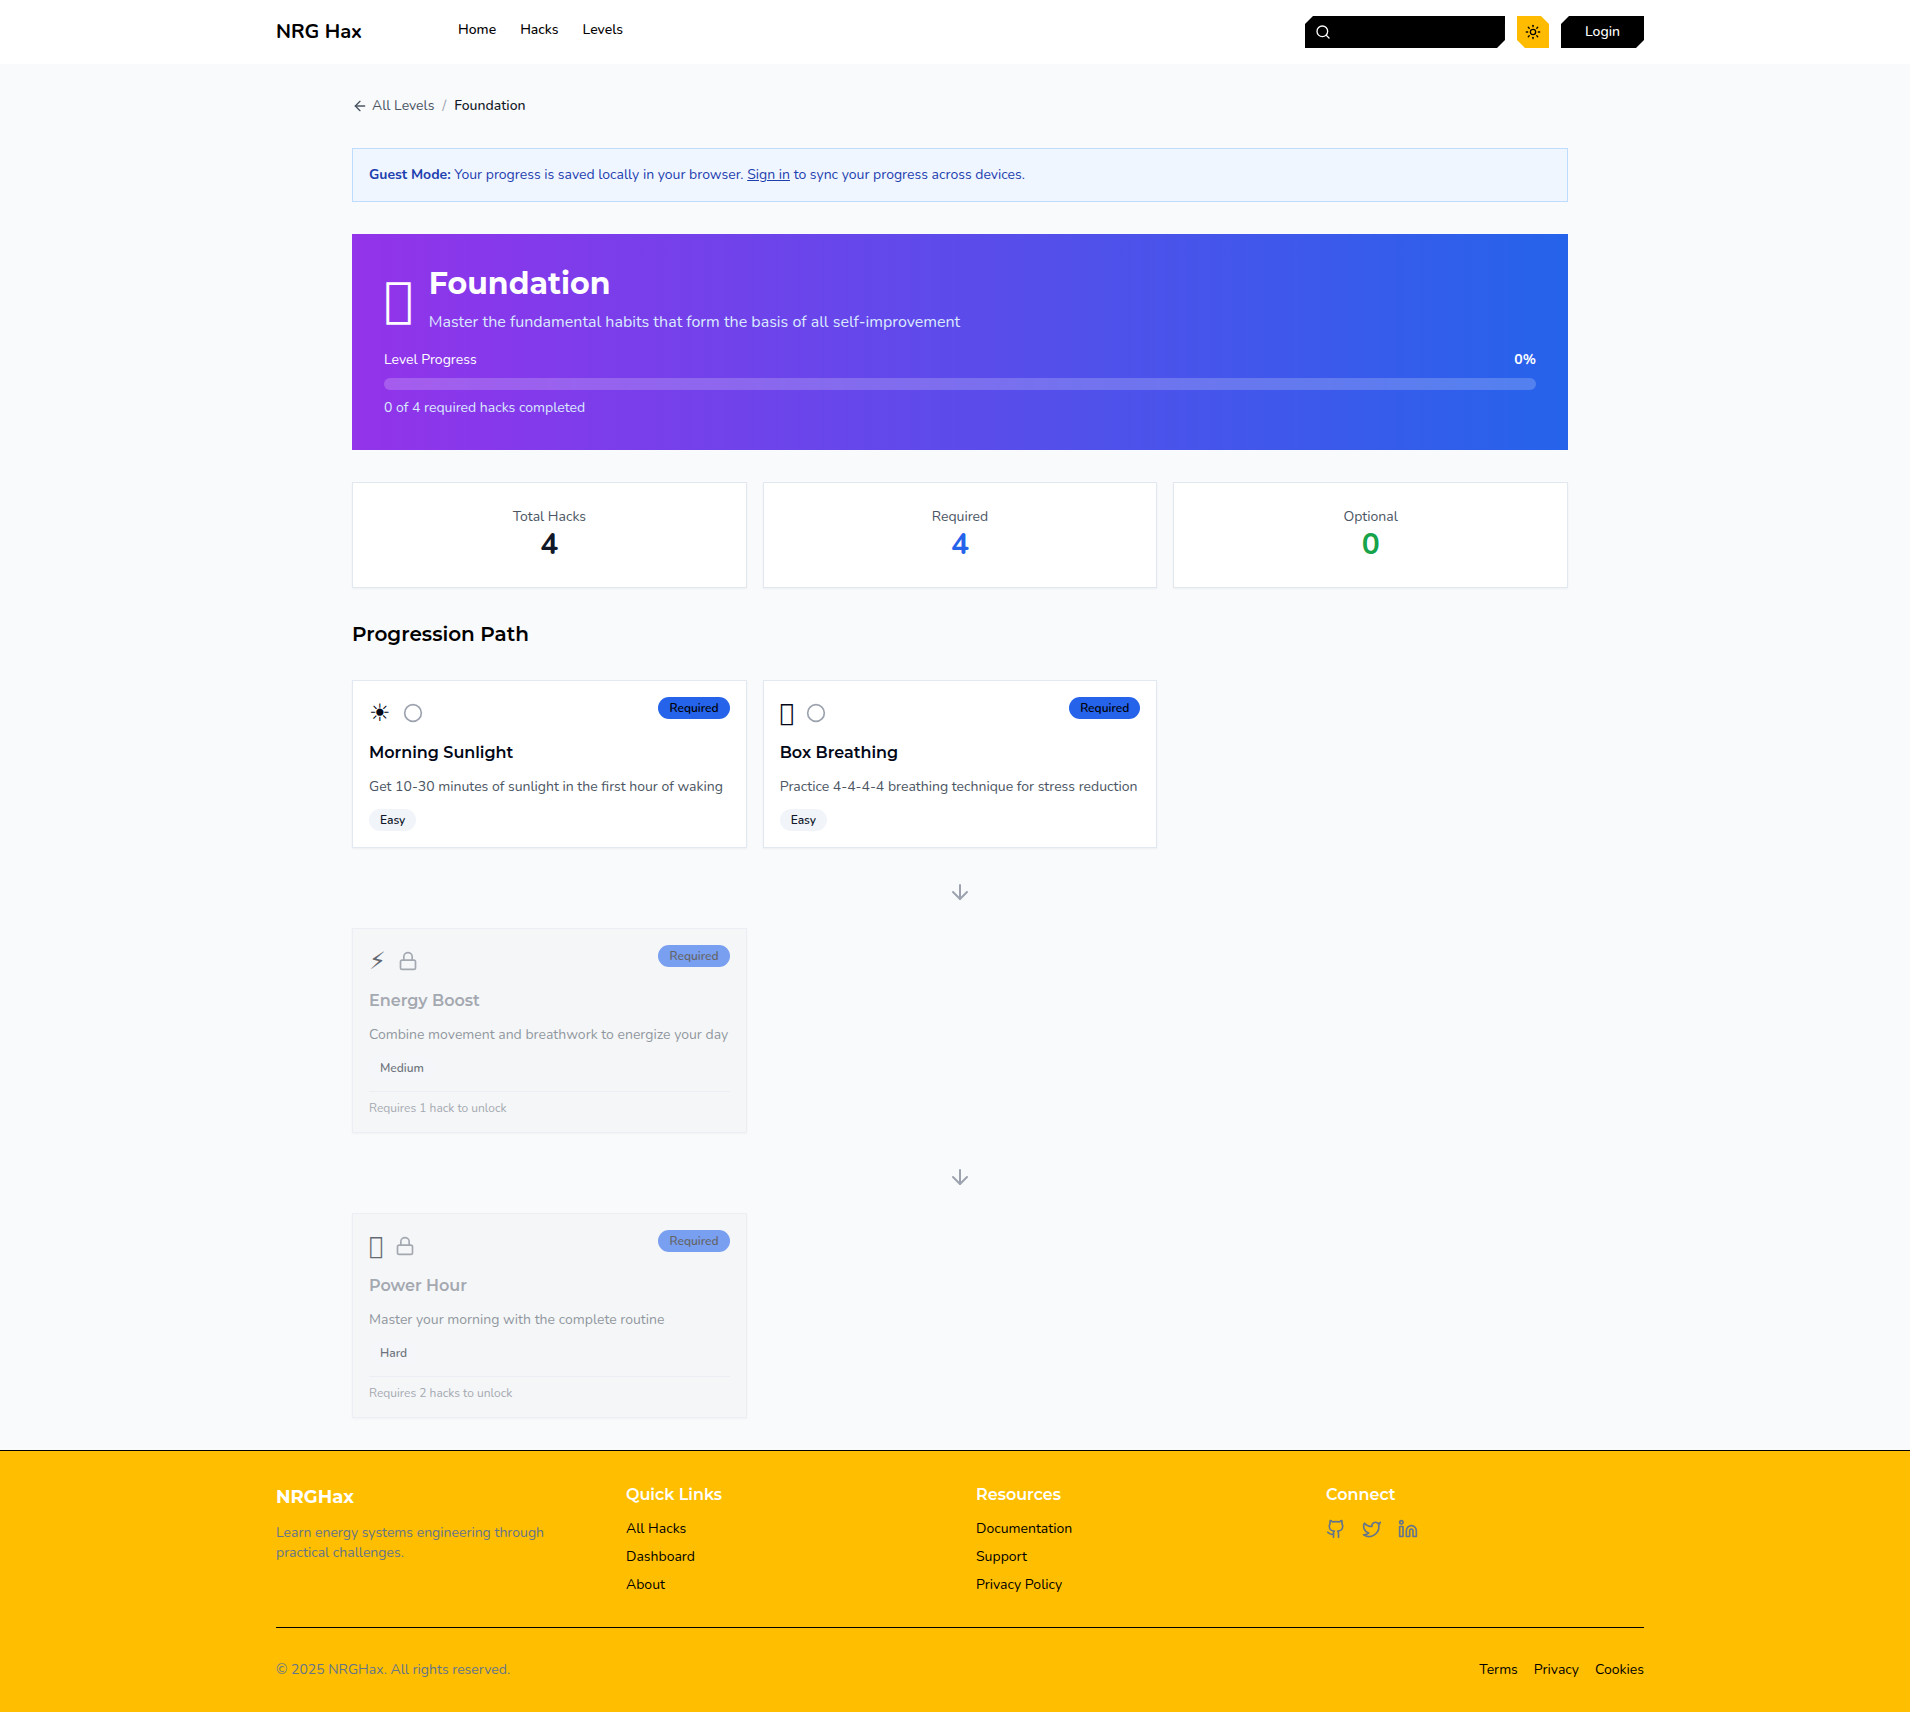 NRG Hax
Home
Hacks
Levels
Login
All Levels / Foundation
Guest Mode: Your progress is saved locally in your browser. Sign in to sync your progress across devices.
Foundation
Master the fundamental habits that form the basis of all self-improvement
Level Progress
0%
0 of 4 required hacks completed
Total Hacks
4
Required
4
Optional
0
Progression Path
Required
Morning Sunlight
Get 10-30 minutes of sunlight in the first hour of waking
Easy
Required
Box Breathing
Practice 4-4-4-4 breathing technique for stress reduction
Easy
Required
Energy Boost
Combine movement and breathwork to energize your day
Medium
Requires 1 hack to unlock
Required
Power Hour
Master your morning with the complete routine
Hard
Requires 2 hacks to unlock
NRGHax
Learn energy systems engineering through
practical challenges.
Quick Links
All Hacks
Dashboard
About
Resources
Documentation
Support
Privacy Policy
Connect
© 2025 NRGHax. All rights reserved.
Terms
Privacy
Cookies